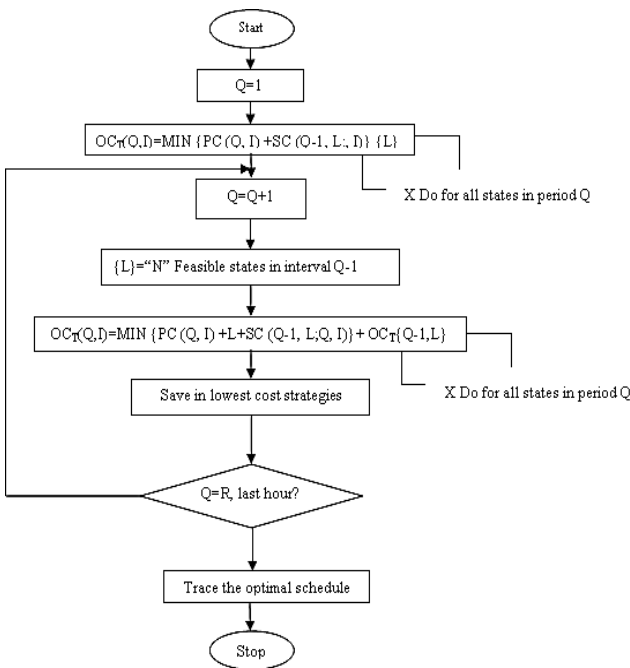 Start
Q=1
OCT(Q,I)=MIN {PC (Q, I) +SC (Q-1, L:, I)} {L}
X Do for all states in period Q
Q=Q+1
{L}=“N” Feasible states in interval Q-1
OCT(Q,I)=MIN {PC (Q, I) +L+SC (Q-1, L;Q, I)}+ OCT{Q-1,L}
X Do for all states in period Q
Save in lowest cost strategies
Q=R, last hour?
Trace the optimal schedule
Stop